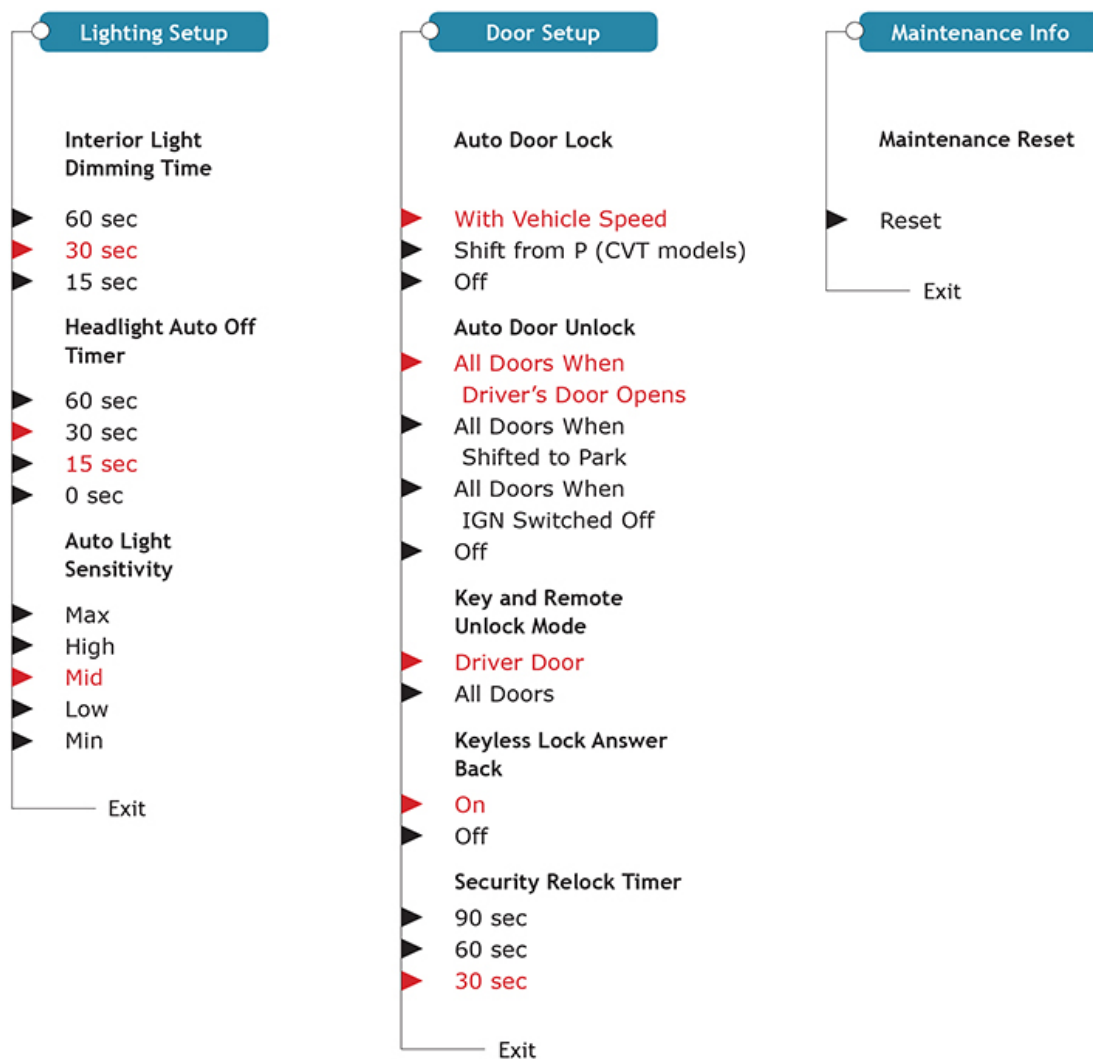 Lighting Setup
Interior Light
Dimming Time
60 sec
30 sec
15 sec
Headlight Auto Off
Timer
60 sec
30 sec
15 sec
0 sec
Auto Light
Sensitivity
Max
High
Mid
Low
Min
Exit
Door Setup
Auto Door Lock
With Vehicle Speed
Shift from P (CVT models)
Off
Auto Door Unlock
All Doors When
Driver’s Door Opens
All Doors When
Shifted to Park
All Doors When
IGN Switched Off
Off
Key and Remote
Unlock Mode
Driver Door
All Doors
Keyless Lock Answer
Back
On
Off
Security Relock Timer
90 sec
60 sec
30 sec
Exit
Maintenance Info
Maintenance Reset
Reset
Exit